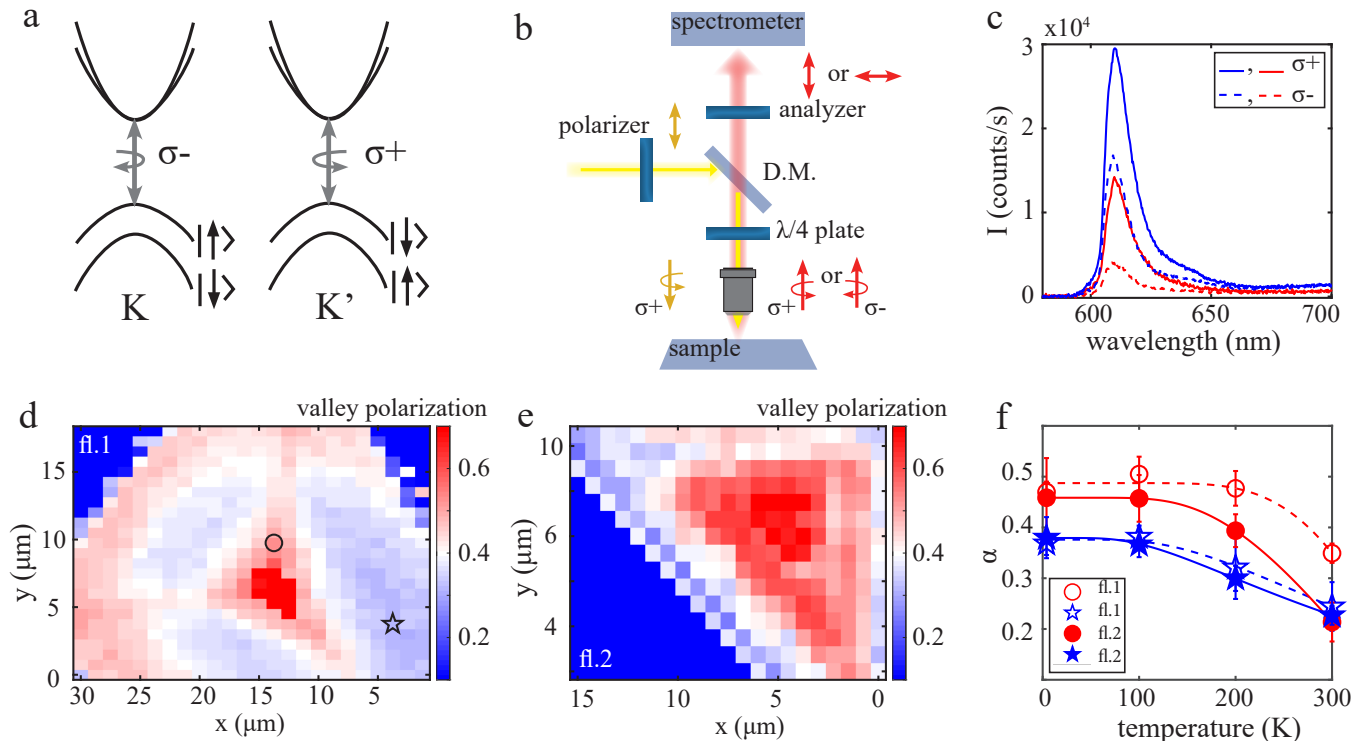 a
σ-
σ+
|↑⟩
|↓⟩
|↓⟩
|↑⟩
K
K’
b
spectrometer
or
analyzer
polarizer
D.M.
λ/4 plate
or
σ+
σ+
σ-
sample
c
x 10⁴
3
2
1
0
I (counts/s)
, σ+
, σ-
600
650
700
wavelength (nm)
d
valley polarization
fl.1
15
10
5
0
y (μm)
30
25
20
15
10
5
x (μm)
0.6
0.4
0.2
e
valley polarization
fl.2
10
6
4
y (μm)
15
10
5
0
x (μm)
0.6
0.4
0.2
f
0.5
0.4
0.3
0.2
α
fl.1
fl.1
fl.2
fl.2
0
100
200
300
temperature (K)